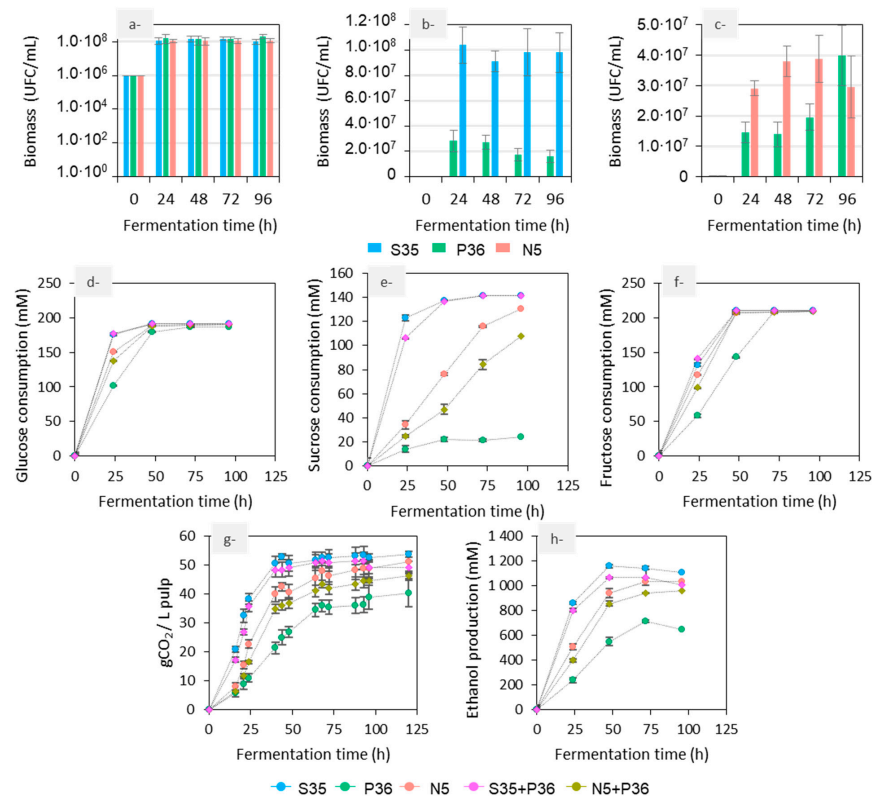 a-
Biomass (UFC/mL)
1.0·10⁸
1.0·10⁶
1.0·10⁴
1.0·10²
1.0·10⁰
0 24 48 72 96
Fermentation time (h)
b-
Biomass (UFC/mL)
1.2·10⁸
1.0·10⁸
8.0·10⁷
6.0·10⁷
4.0·10⁷
2.0·10⁷
0
0 24 48 72 96
Fermentation time (h)
c-
Biomass (UFC/mL)
5.0·10⁷
4.0·10⁷
3.0·10⁷
2.0·10⁷
1.0·10⁷
0
0 24 48 72 96
Fermentation time (h)
S35 P36 N5
d-
Glucose consumption (mM)
250
200
150
100
50
0
0 25 50 75 100 125
Fermentation time (h)
e-
Sucrose consumption (mM)
160
140
120
100
80
60
40
20
0
0 25 50 75 100 125
Fermentation time (h)
f-
Fructose consumption (mM)
250
200
150
100
50
0
0 25 50 75 100 125
Fermentation time (h)
g-
gCO₂/ L pulp
60
50
40
30
20
10
0
0 25 50 75 100 125
Fermentation time (h)
h-
Ethanol production (mM)
1 400
1 200
1 000
800
600
400
200
0
0 25 50 75 100 125
Fermentation time (h)
S35 P36 N5 S35+P36 N5+P36